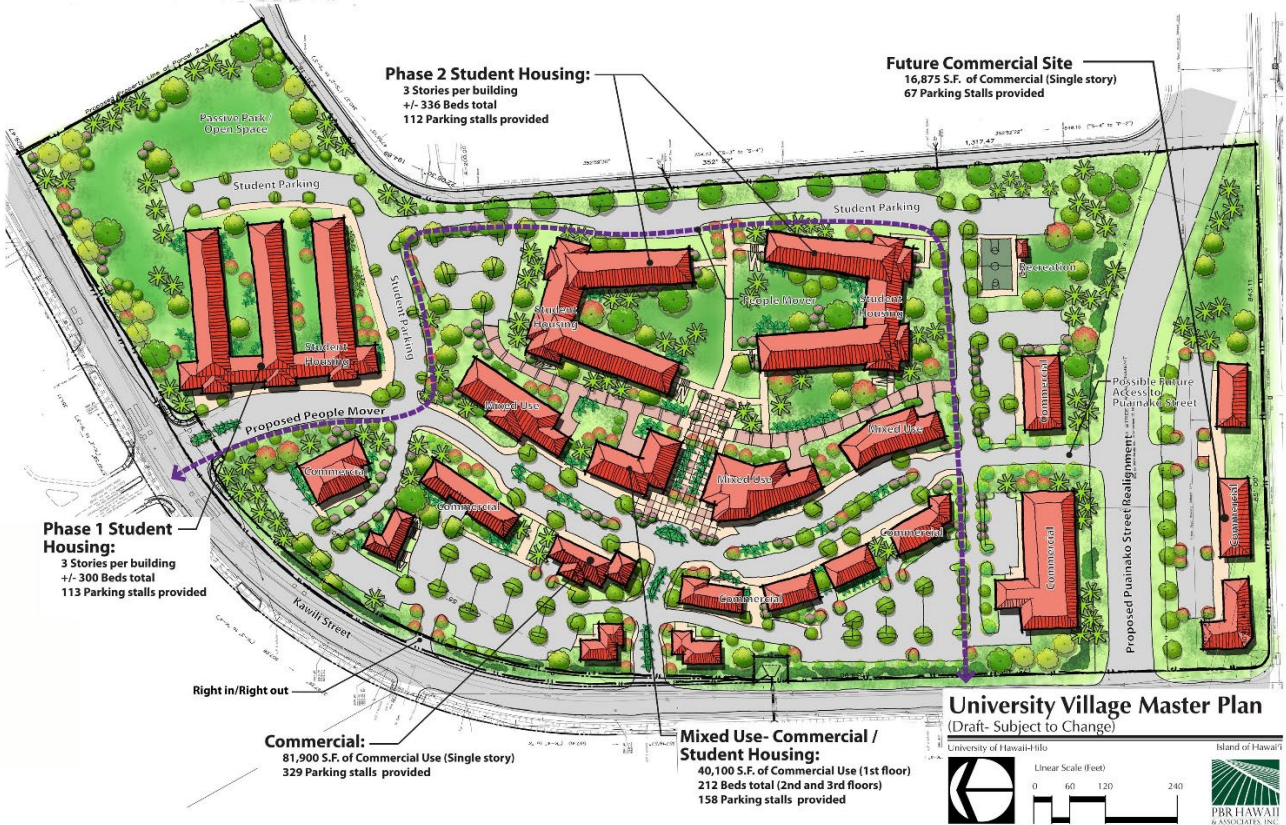 Phase 2 Student Housing:
3 Stories per building
+/- 336 Beds total
112 Parking stalls provided
Future Commercial Site
16,875 S.F. of Commercial (Single story)
67 Parking Stalls provided
Passive Park /
Open Space
Student Parking
Student Parking
1,317.47
352° 57'
Student Parking
Recreation
People Mover
Student
Housing
Student
Housing
Student
Housing
Mixed Use
Mixed Use
Mixed Use
Commercial
Possible Future
Access to
Puainako Street
Proposed People Mover
Commercial
Commercial
Commercial
Commercial
Commercial
Commercial
Proposed Puainako Street Realignment
Kawili Street
Phase 1 Student
Housing:
3 Stories per building
+/- 300 Beds total
113 Parking stalls provided
Right in/Right out
Commercial:
81,900 S.F. of Commercial Use (Single story)
329 Parking stalls provided
Mixed Use- Commercial /
Student Housing:
40,100 S.F. of Commercial Use (1st floor)
212 Beds total (2nd and 3rd floors)
158 Parking stalls provided
University Village Master Plan
(Draft- Subject to Change)
University of Hawaii-Hilo
Island of Hawai'i
Linear Scale (Feet)
0 60 120 240
PBR HAWAII
& ASSOCIATES, INC.